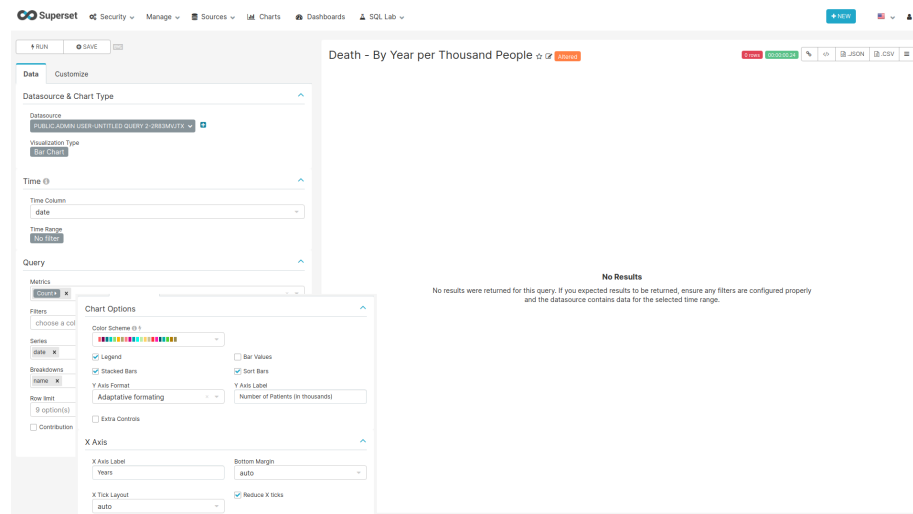 Superset Security Manage Sources Charts Dashboards SQL Lab + NEW
RUN SAVE
Death - By Year per Thousand People Altered 0 rows 00:00:00.24 </> .JSON .CSV
Data Customize
Datasource & Chart Type
Datasource
PUBLIC.ADMIN USER-UNTITLED QUERY 2-2R83MVJTX
Visualization Type
Bar Chart
Time
Time Column
date
Time Range
No filter
Query
Metrics
Count x
Filters
choose a col
Series
date x
Breakdowns
name x
Row limit
9 option(s)
Contribution
Chart Options
Color Scheme
Legend Bar Values
Stacked Bars Sort Bars
Y Axis Format Y Axis Label
Adaptative formating Number of Patients (in thousands)
Extra Controls
X Axis
X Axis Label Bottom Margin
Years auto
X Tick Layout Reduce X ticks
auto
No Results
No results were returned for this query. If you expected results to be returned, ensure any filters are configured properly
and the datasource contains data for the selected time range.